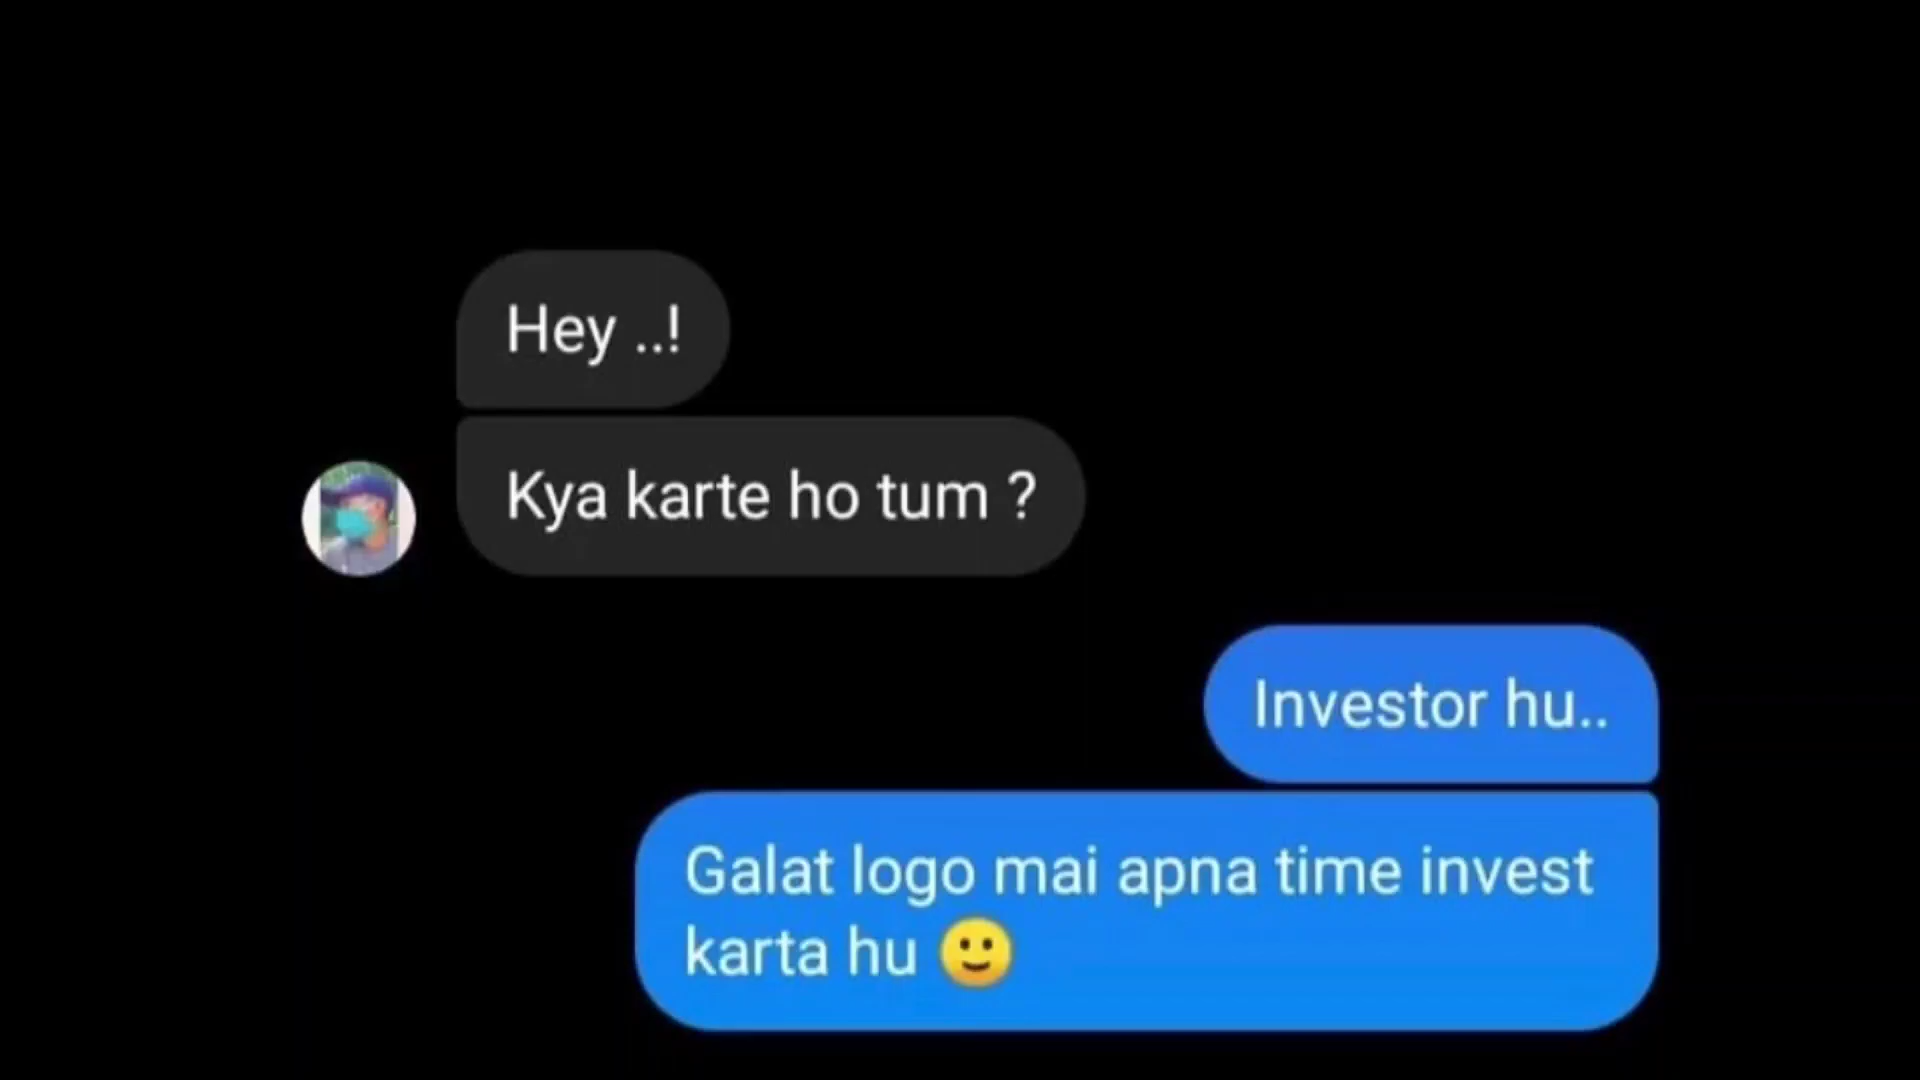 Hey ..!
Kya karte ho tum ?
Investor hu..
Galat logo mai apna time invest
karta hu 🙂